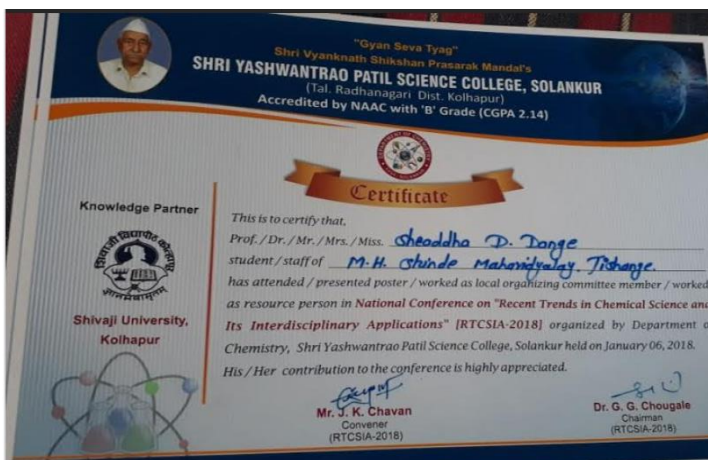 "Gyan Seva Tyag"
Shri Vyanknath Shikshan Prasarak Mandal's
SHRI YASHWANTRAO PATIL SCIENCE COLLEGE, SOLANKUR
(Tal. Radhanagari Dist. Kolhapur)
Accredited by NAAC with 'B' Grade (CGPA 2.14)
Certificate
Knowledge Partner
शिवाजी विद्यापीठ कोल्हापूर
ज्ञानमेवामृतम्
Shivaji University,
Kolhapur
This is to certify that,
Prof. / Dr. / Mr. / Mrs. / Miss. Sheaddha D. Dange
student / staff of M.H. Shinde Mahavidyalay, Tisange.
has attended / presented poster / worked as local organizing committee member / worked
as resource person in National Conference on "Recent Trends in Chemical Science and
Its Interdisciplinary Applications" [RTCSIA-2018] organized by Department o
Chemistry, Shri Yashwantrao Patil Science College, Solankur held on January 06, 2018.
His / Her contribution to the conference is highly appreciated.
Mr. J. K. Chavan
Convener
(RTCSIA-2018)
Dr. G. G. Chougale
Chairman
(RTCSIA-2018)